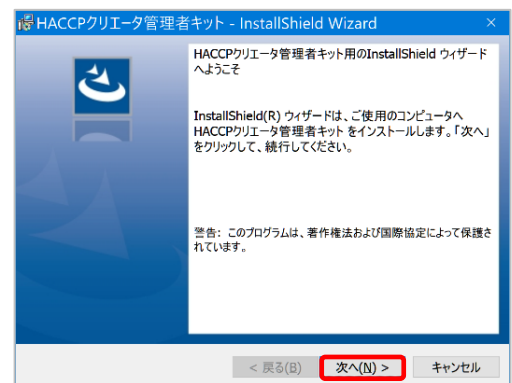 HACCPクリエータ管理者キット - InstallShield Wizard
HACCPクリエータ管理者キット用のInstallShield ウィザード
へようこそ
InstallShield(R) ウィザードは、ご使用のコンピュータへ
HACCPクリエータ管理者キット をインストールします。「次へ」
をクリックして、続行してください。
警告: このプログラムは、著作権法および国際協定によって保護さ
れています。
< 戻る(B) 次へ(N) > キャンセル